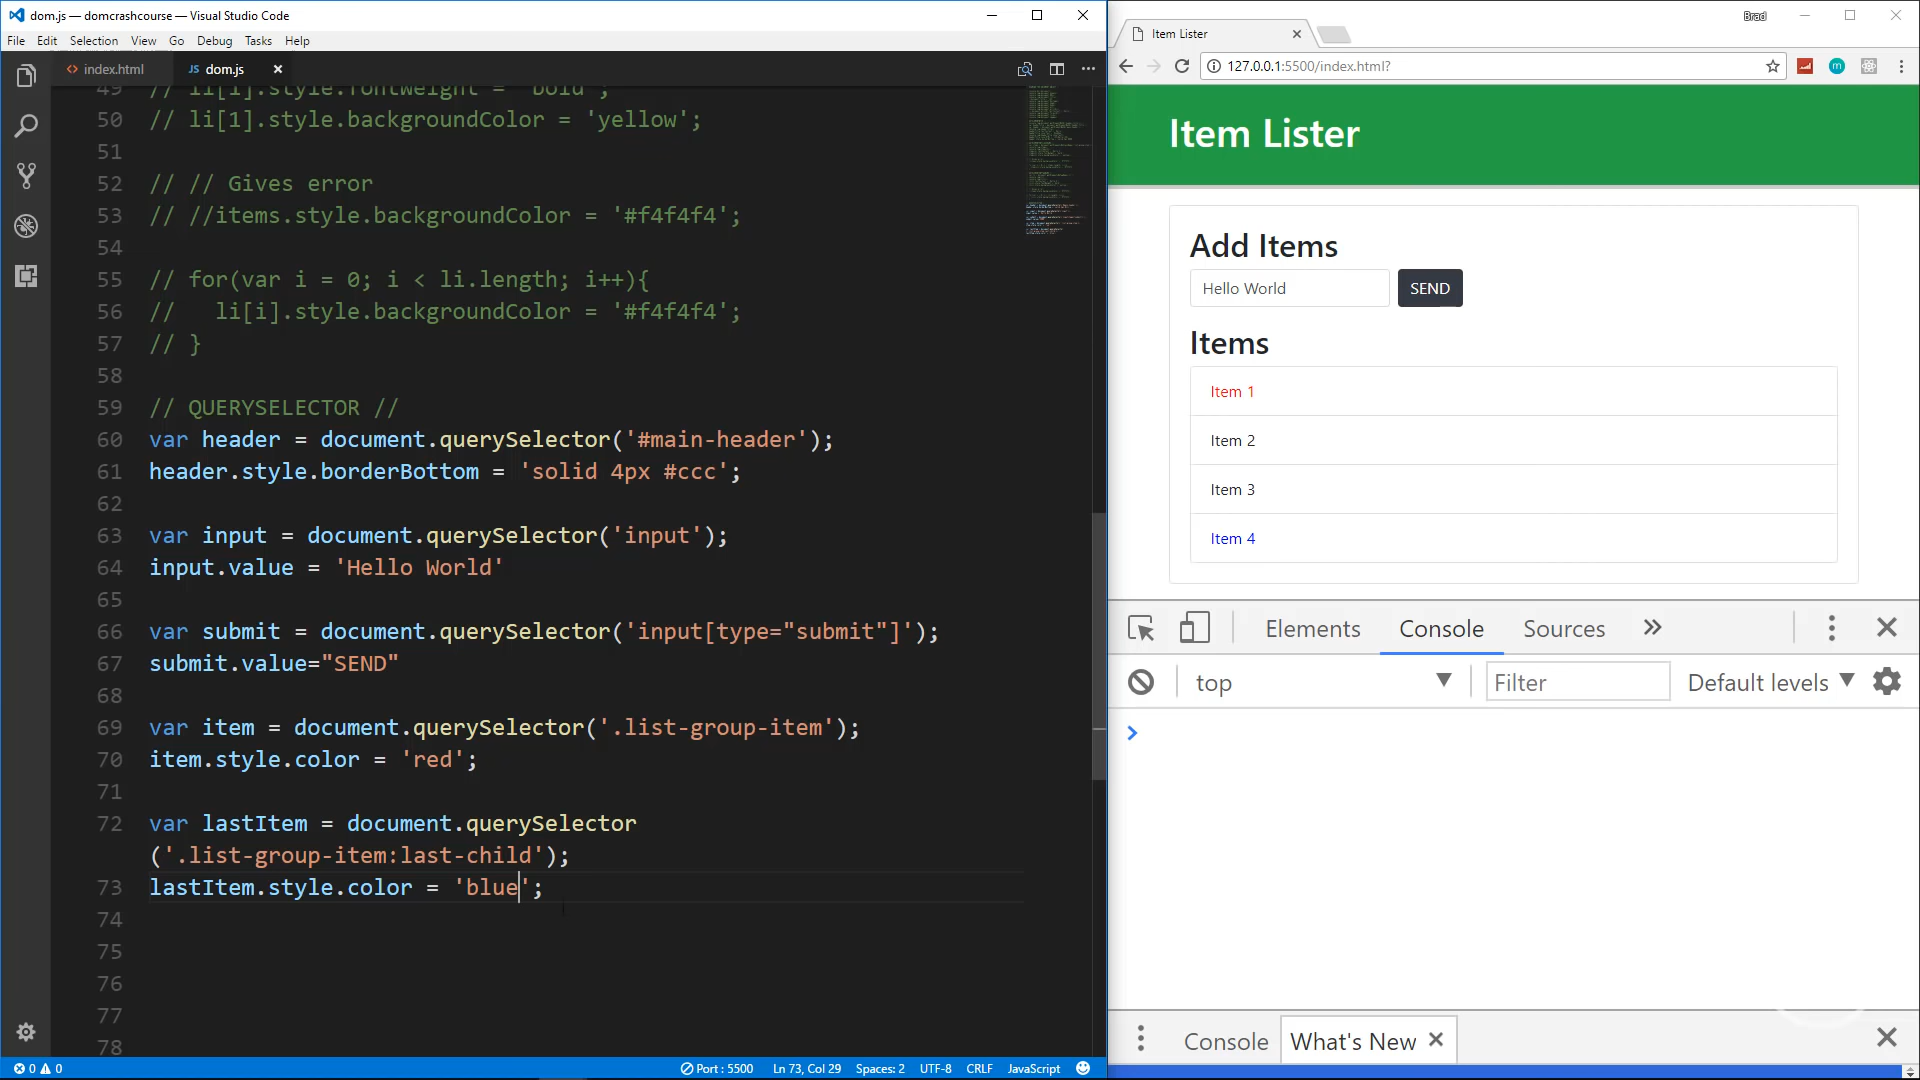 dom.js — domcrashcourse — Visual Studio Code
File Edit Selection View Go Debug Tasks Help
<> index.html JS dom.js
49 // li[1].style.fontWeight = 'bold';
50 // li[1].style.backgroundColor = 'yellow';
51
52 // // Gives error
53 // //items.style.backgroundColor = '#f4f4f4';
54
55 // for(var i = 0; i < li.length; i++){
56 //   li[i].style.backgroundColor = '#f4f4f4';
57 // }
58
59 // QUERYSELECTOR //
60 var header = document.querySelector('#main-header');
61 header.style.borderBottom = 'solid 4px #ccc';
62
63 var input = document.querySelector('input');
64 input.value = 'Hello World'
65
66 var submit = document.querySelector('input[type="submit"]');
67 submit.value="SEND"
68
69 var item = document.querySelector('.list-group-item');
70 item.style.color = 'red';
71
72 var lastItem = document.querySelector
('.list-group-item:last-child');
73 lastItem.style.color = 'blue';
74
75
76
77
78
0 0 Port : 5500 Ln 73, Col 29 Spaces: 2 UTF-8 CRLF JavaScript
Brad
Item Lister
127.0.0.1:5500/index.html?
Item Lister
Add Items
Hello World SEND
Items
Item 1
Item 2
Item 3
Item 4
Elements Console Sources »
top Filter Default levels
Console What's New